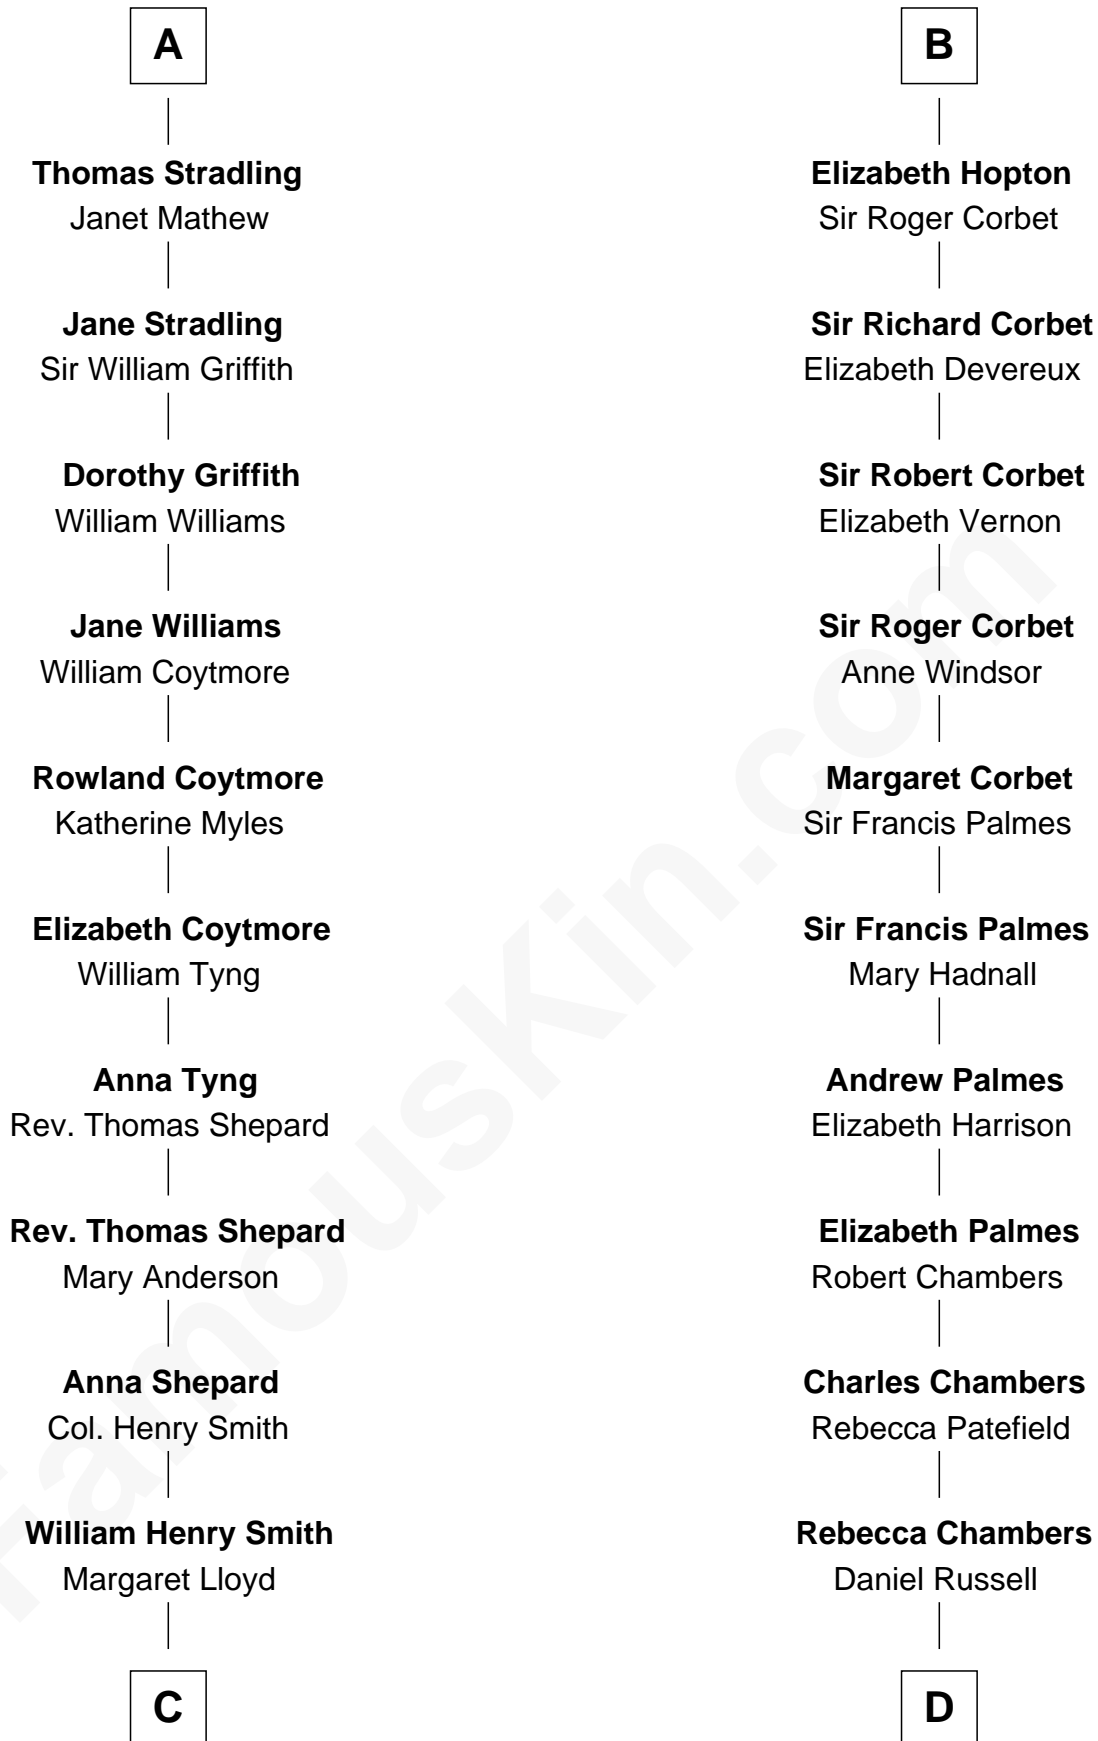 A
Thomas Stradling
Janet Mathew
Jane Stradling
Sir William Griffith
Dorothy Griffith
William Williams
Jane Williams
William Coytmore
Rowland Coytmore
Katherine Myles
Elizabeth Coytmore
William Tyng
Anna Tyng
Rev. Thomas Shepard
Rev. Thomas Shepard
Mary Anderson
Anna Shepard
Col. Henry Smith
William Henry Smith
Margaret Lloyd
C
B
Elizabeth Hopton
Sir Roger Corbet
Sir Richard Corbet
Elizabeth Devereux
Sir Robert Corbet
Elizabeth Vernon
Sir Roger Corbet
Anne Windsor
Margaret Corbet
Sir Francis Palmes
Sir Francis Palmes
Mary Hadnall
Andrew Palmes
Elizabeth Harrison
Elizabeth Palmes
Robert Chambers
Charles Chambers
Rebecca Patefield
Rebecca Chambers
Daniel Russell
D
FamousKin.com